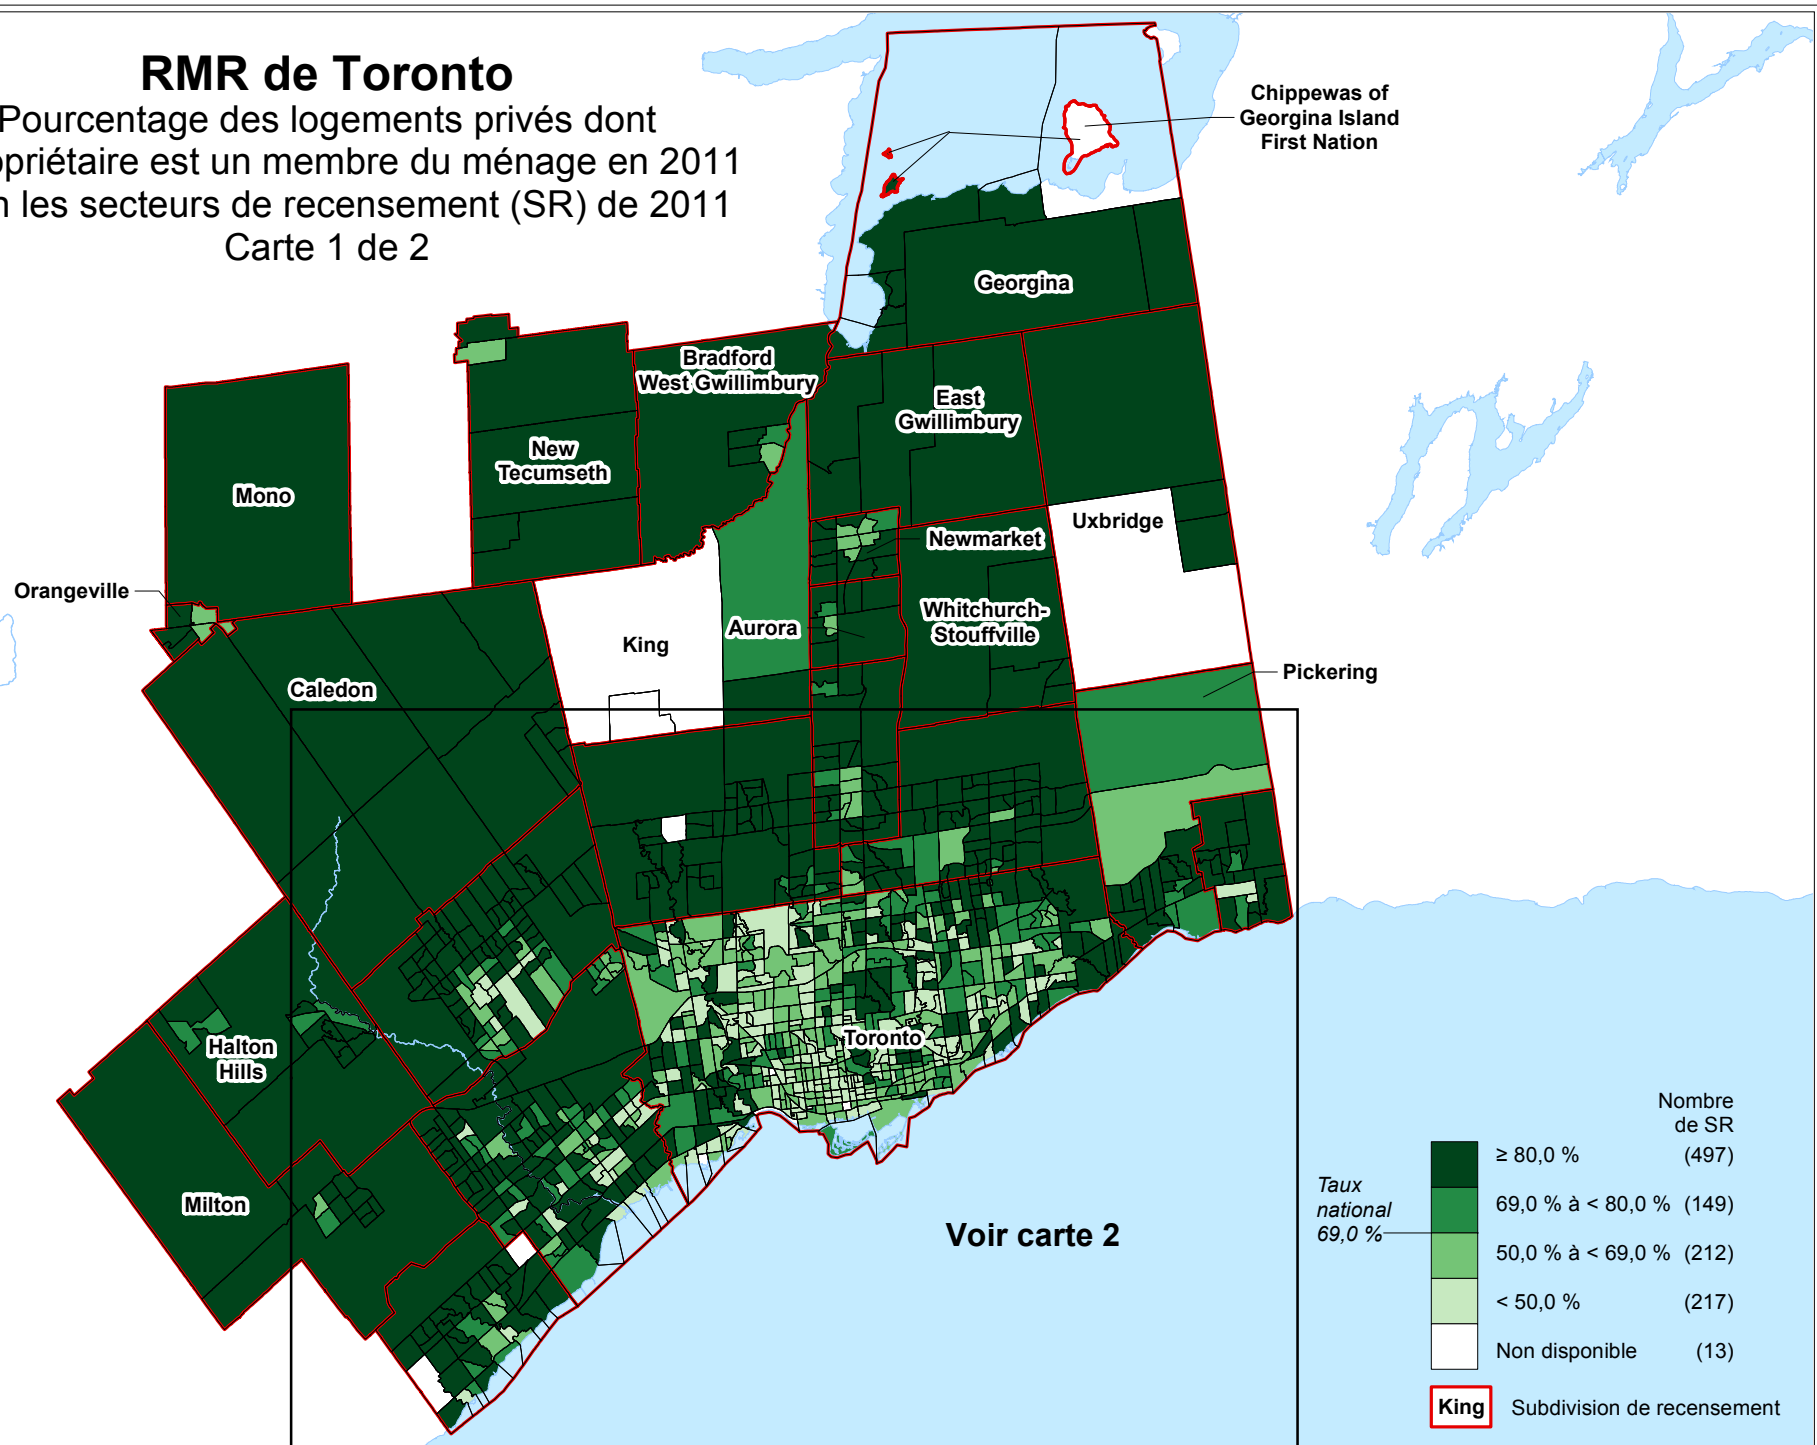 RMR de Toronto
Pourcentage des logements privés dont
opriétaire est un membre du ménage en 2011
les secteurs de recensement (SR) de 2011
Carte 1 de 2
Chippewas of
Georgina Island
First Nation
Georgina
Bradford
West Gwillimbury
East
Gwillimbury
New
Tecumseth
Mono
Uxbridge
Newmarket
Orangeville
Whitchurch-
Stouffville
Aurora
King
Pickering
Caledon
Toronto
Halton
Hills
Milton
Voir carte 2
Nombre
de SR
≥ 80,0 % (497)
69,0 % à < 80,0 % (149)
50,0 % à < 69,0 % (212)
< 50,0 % (217)
Non disponible (13)
Taux
national
69,0 %
King Subdivision de recensement